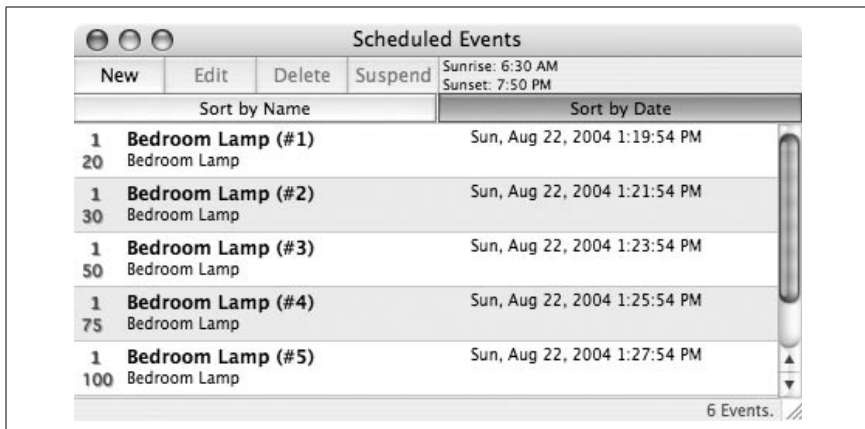 Scheduled Events
New Edit Delete Suspend Sunrise: 6:30 AM
Sunset: 7:50 PM
Sort by Name Sort by Date
1 Bedroom Lamp (#1) Sun, Aug 22, 2004 1:19:54 PM
20 Bedroom Lamp
1 Bedroom Lamp (#2) Sun, Aug 22, 2004 1:21:54 PM
30 Bedroom Lamp
1 Bedroom Lamp (#3) Sun, Aug 22, 2004 1:23:54 PM
50 Bedroom Lamp
1 Bedroom Lamp (#4) Sun, Aug 22, 2004 1:25:54 PM
75 Bedroom Lamp
1 Bedroom Lamp (#5) Sun, Aug 22, 2004 1:27:54 PM
100 Bedroom Lamp
6 Events.